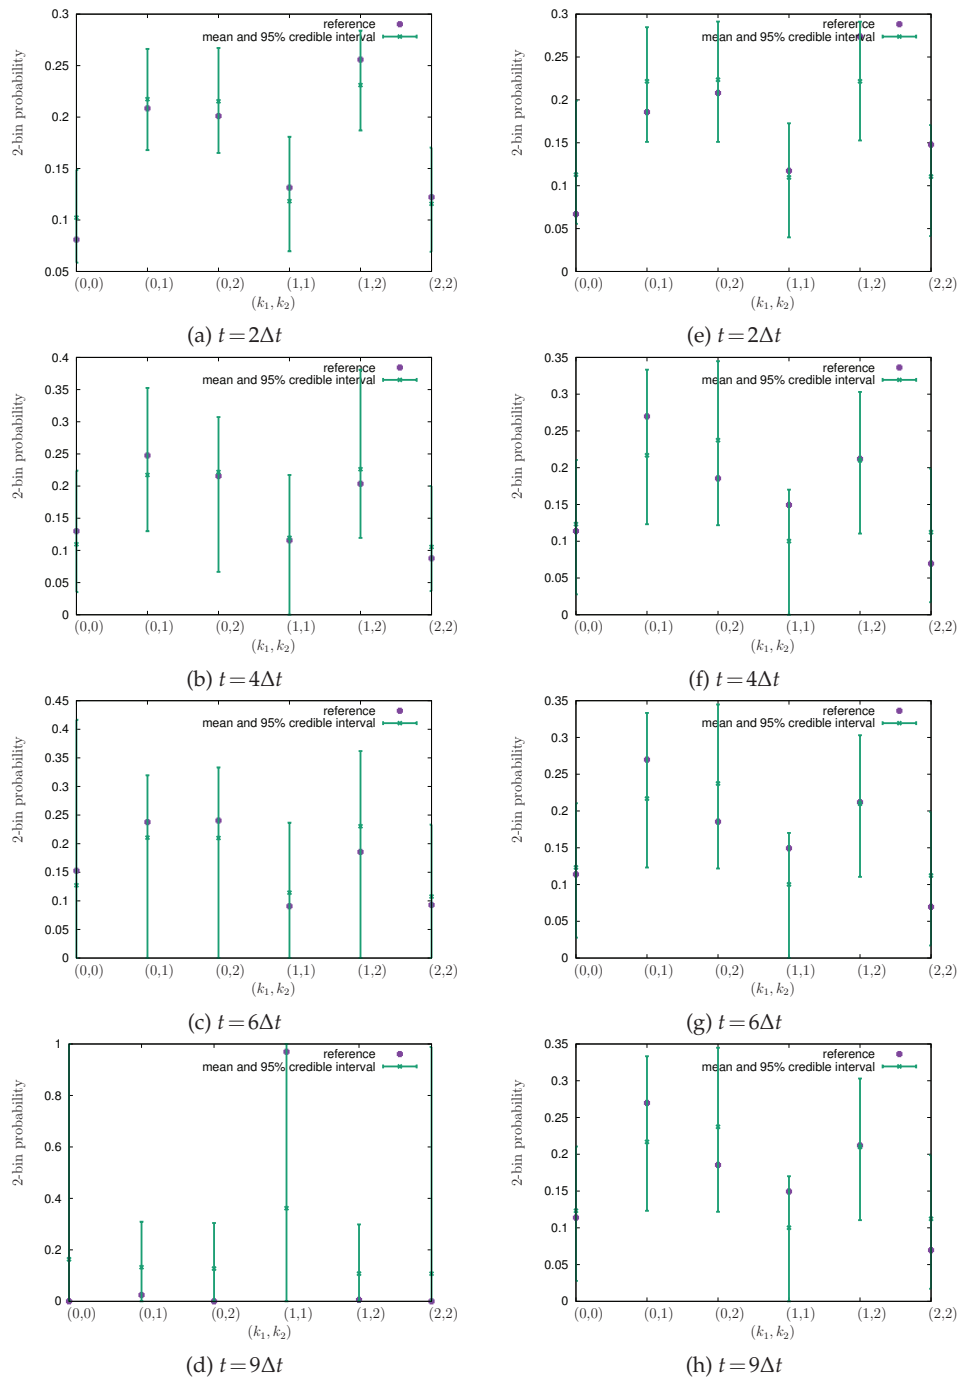 0.3
0.25
0.2
0.15
0.1
0.05
2-bin probability
reference
mean and 95% credible interval
(0,0) (0,1) (0,2) (1,1) (1,2) (2,2)
(k₁, k₂)
(a) t=2Δt
0.3
0.25
0.2
0.15
0.1
0.05
0
2-bin probability
reference
mean and 95% credible interval
(0,0) (0,1) (0,2) (1,1) (1,2) (2,2)
(k₁, k₂)
(e) t=2Δt
0.4
0.35
0.3
0.25
0.2
0.15
0.1
0.05
0
2-bin probability
reference
mean and 95% credible interval
(0,0) (0,1) (0,2) (1,1) (1,2) (2,2)
(k₁, k₂)
(b) t=4Δt
0.35
0.3
0.25
0.2
0.15
0.1
0.05
0
2-bin probability
reference
mean and 95% credible interval
(0,0) (0,1) (0,2) (1,1) (1,2) (2,2)
(k₁, k₂)
(f) t=4Δt
0.45
0.4
0.35
0.3
0.25
0.2
0.15
0.1
0.05
0
2-bin probability
reference
mean and 95% credible interval
(0,0) (0,1) (0,2) (1,1) (1,2) (2,2)
(k₁, k₂)
(c) t=6Δt
0.35
0.3
0.25
0.2
0.15
0.1
0.05
0
2-bin probability
reference
mean and 95% credible interval
(0,0) (0,1) (0,2) (1,1) (1,2) (2,2)
(k₁, k₂)
(g) t=6Δt
1
0.8
0.6
0.4
0.2
0
2-bin probability
reference
mean and 95% credible interval
(0,0) (0,1) (0,2) (1,1) (1,2) (2,2)
(k₁, k₂)
(d) t=9Δt
0.35
0.3
0.25
0.2
0.15
0.1
0.05
0
2-bin probability
reference
mean and 95% credible interval
(0,0) (0,1) (0,2) (1,1) (1,2) (2,2)
(k₁, k₂)
(h) t=9Δt